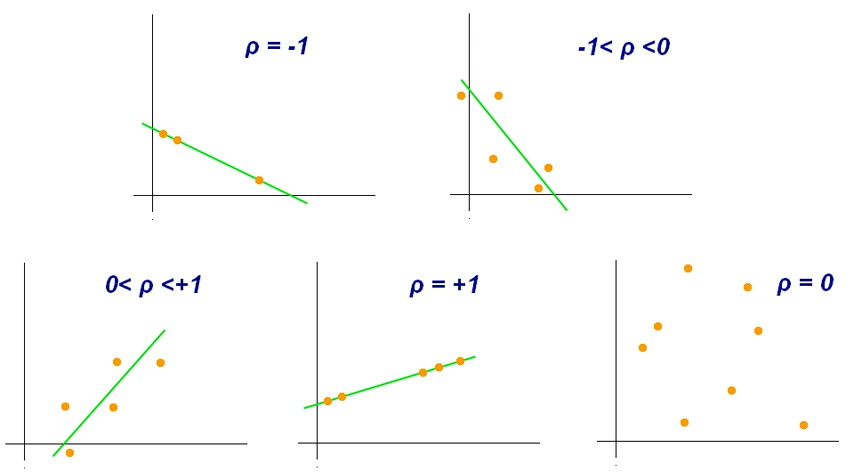 ρ = -1
-1< ρ <0
0< ρ <+1
ρ = +1
ρ = 0